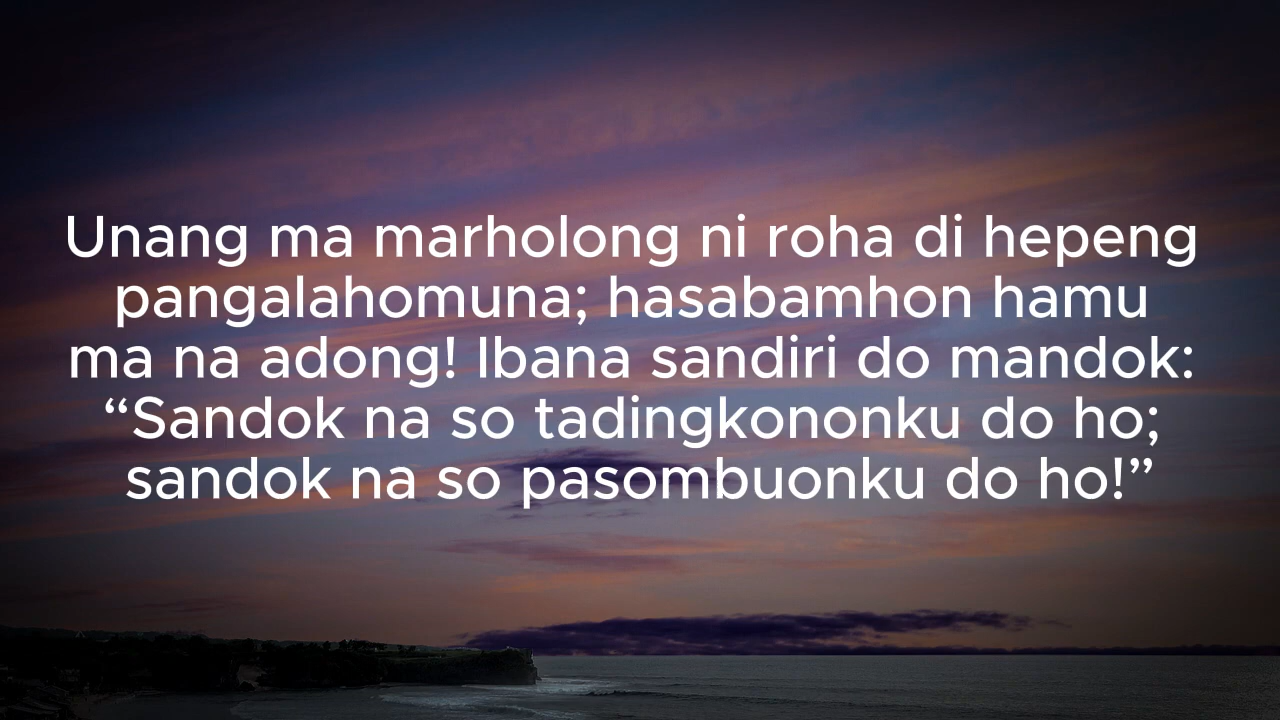 Unang ma marholong ni roha di hepeng
pangalahomuna; hasabamhon hamu
ma na adong! Ibana sandiri do mandok:
“Sandok na so tadingkononku do ho;
sandok na so pasombuonku do ho!”